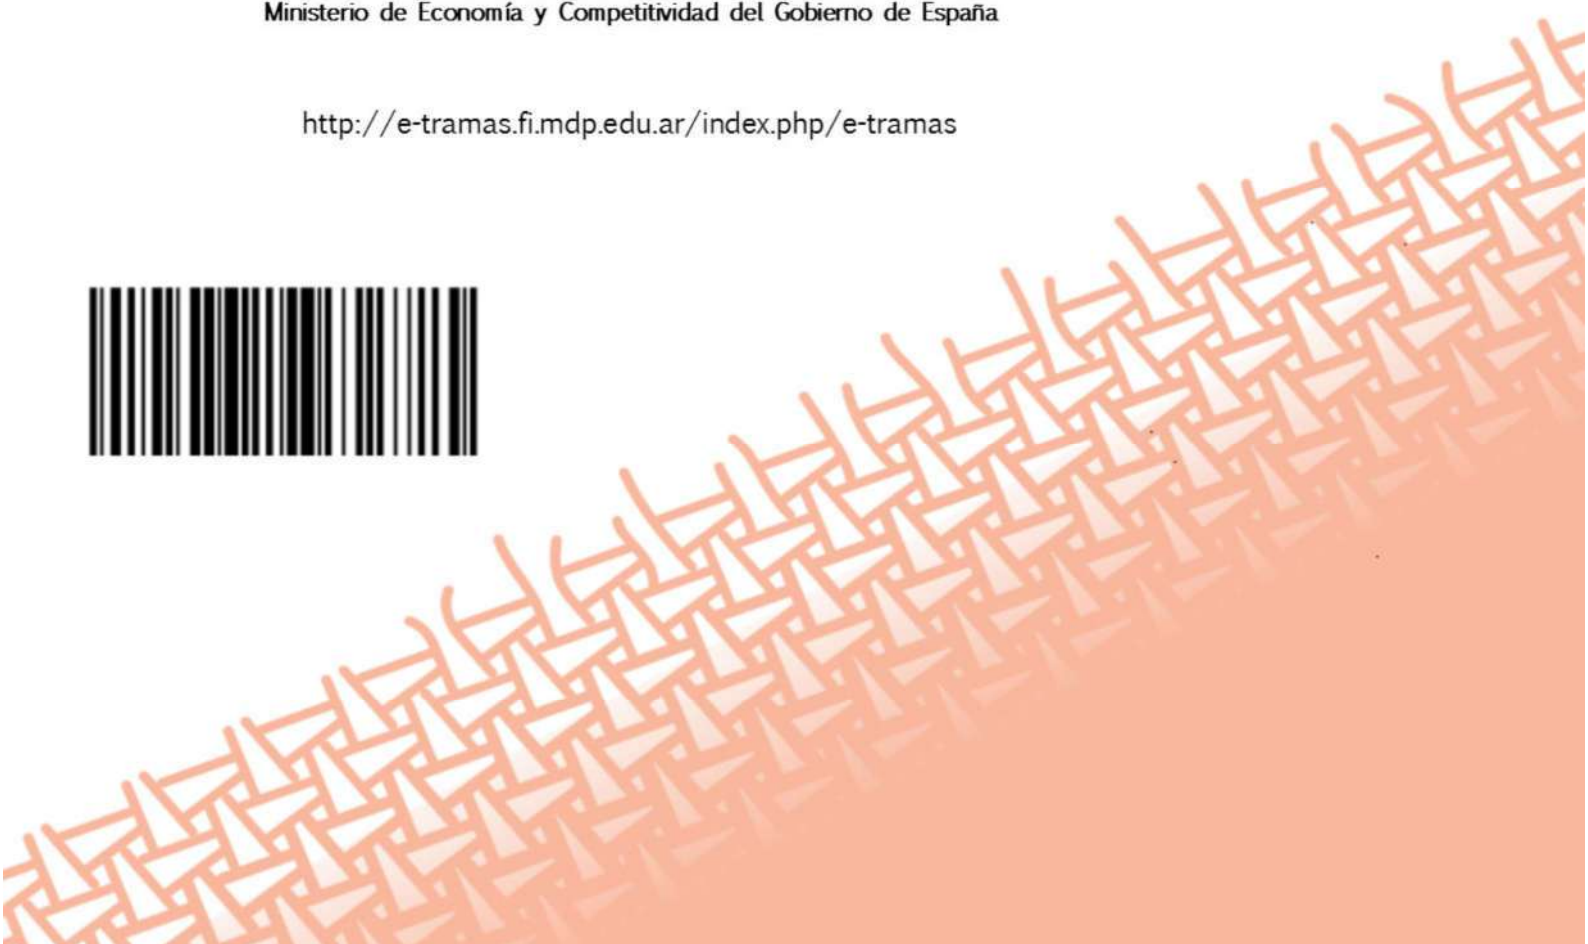 Ministerio de Economía y Competitividad del Gobierno de España
http://e-tramas.fi.mdp.edu.ar/index.php/e-tramas